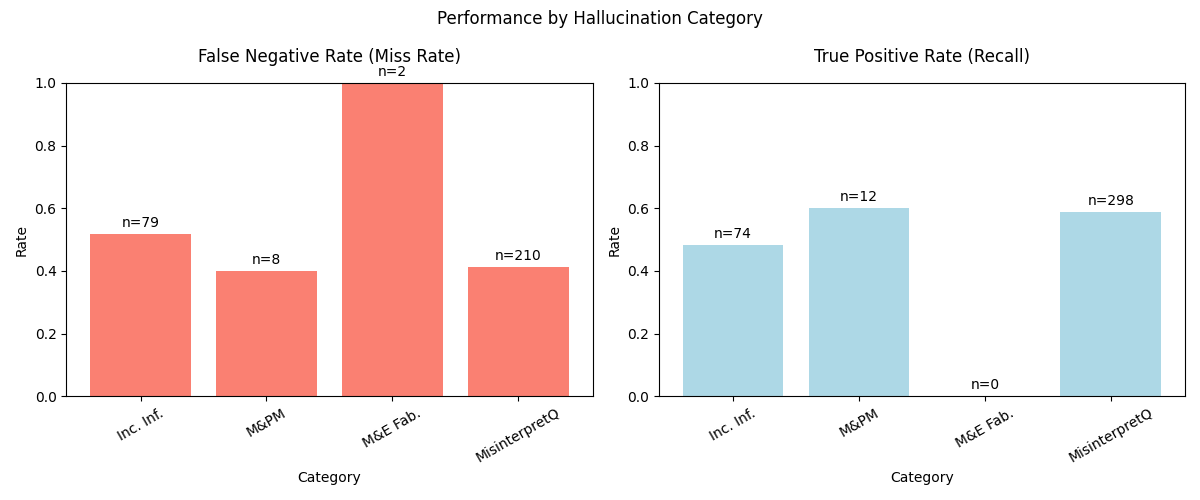 Performance by Hallucination Category
False Negative Rate (Miss Rate)
n=2
1.0
0.8
0.6
0.4
0.2
0.0
Rate
n=79
n=8
n=210
Inc. Inf.
M&PM
M&E Fab.
MisinterpretQ
Category
True Positive Rate (Recall)
1.0
0.8
0.6
0.4
0.2
0.0
Rate
n=74
n=12
n=0
n=298
Inc. Inf.
M&PM
M&E Fab.
MisinterpretQ
Category